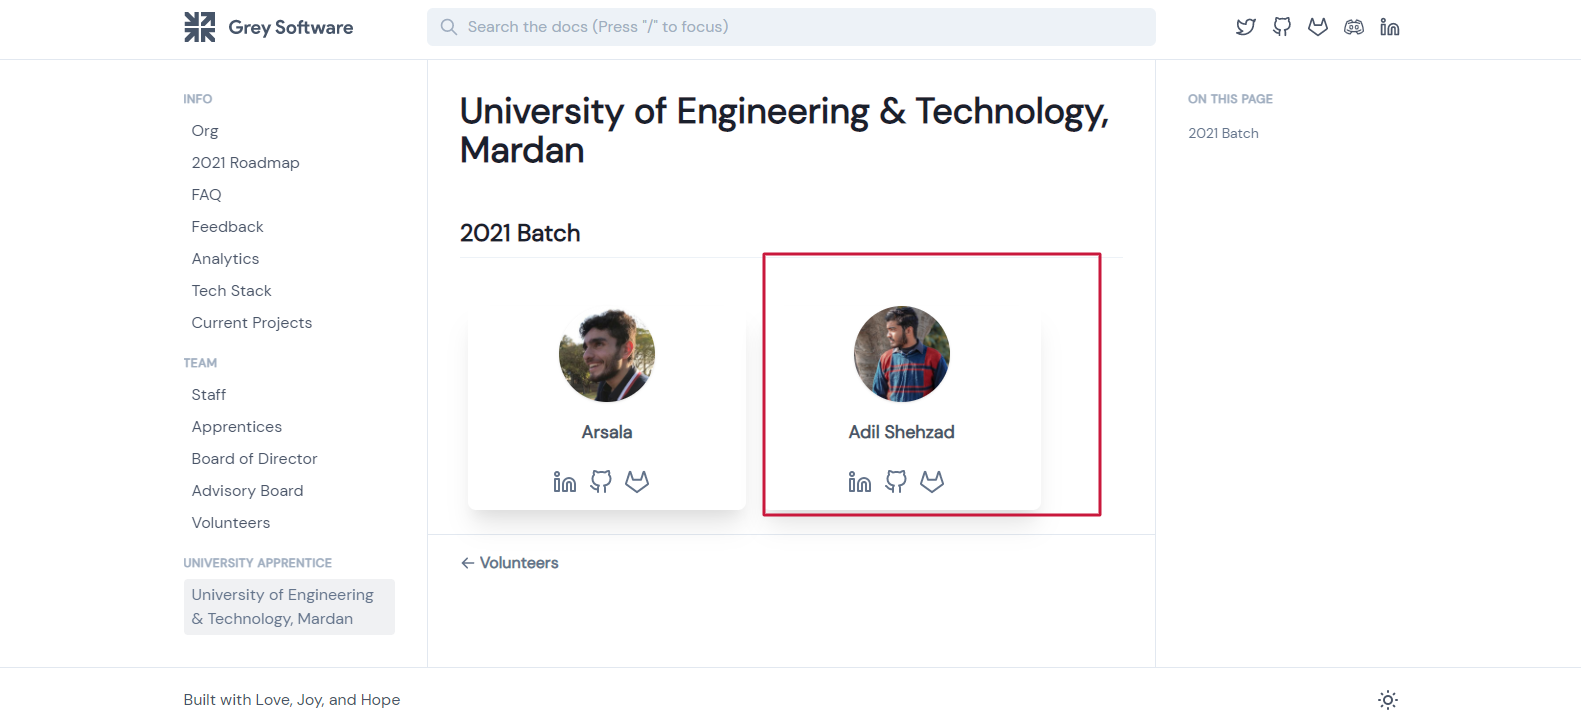 Grey Software
Search the docs (Press "/" to focus)
INFO
Org
2021 Roadmap
FAQ
Feedback
Analytics
Tech Stack
Current Projects
TEAM
Staff
Apprentices
Board of Director
Advisory Board
Volunteers
UNIVERSITY APPRENTICE
University of Engineering
& Technology, Mardan
University of Engineering & Technology,
Mardan
2021 Batch
Arsala
Adil Shehzad
← Volunteers
ON THIS PAGE
2021 Batch
Built with Love, Joy, and Hope